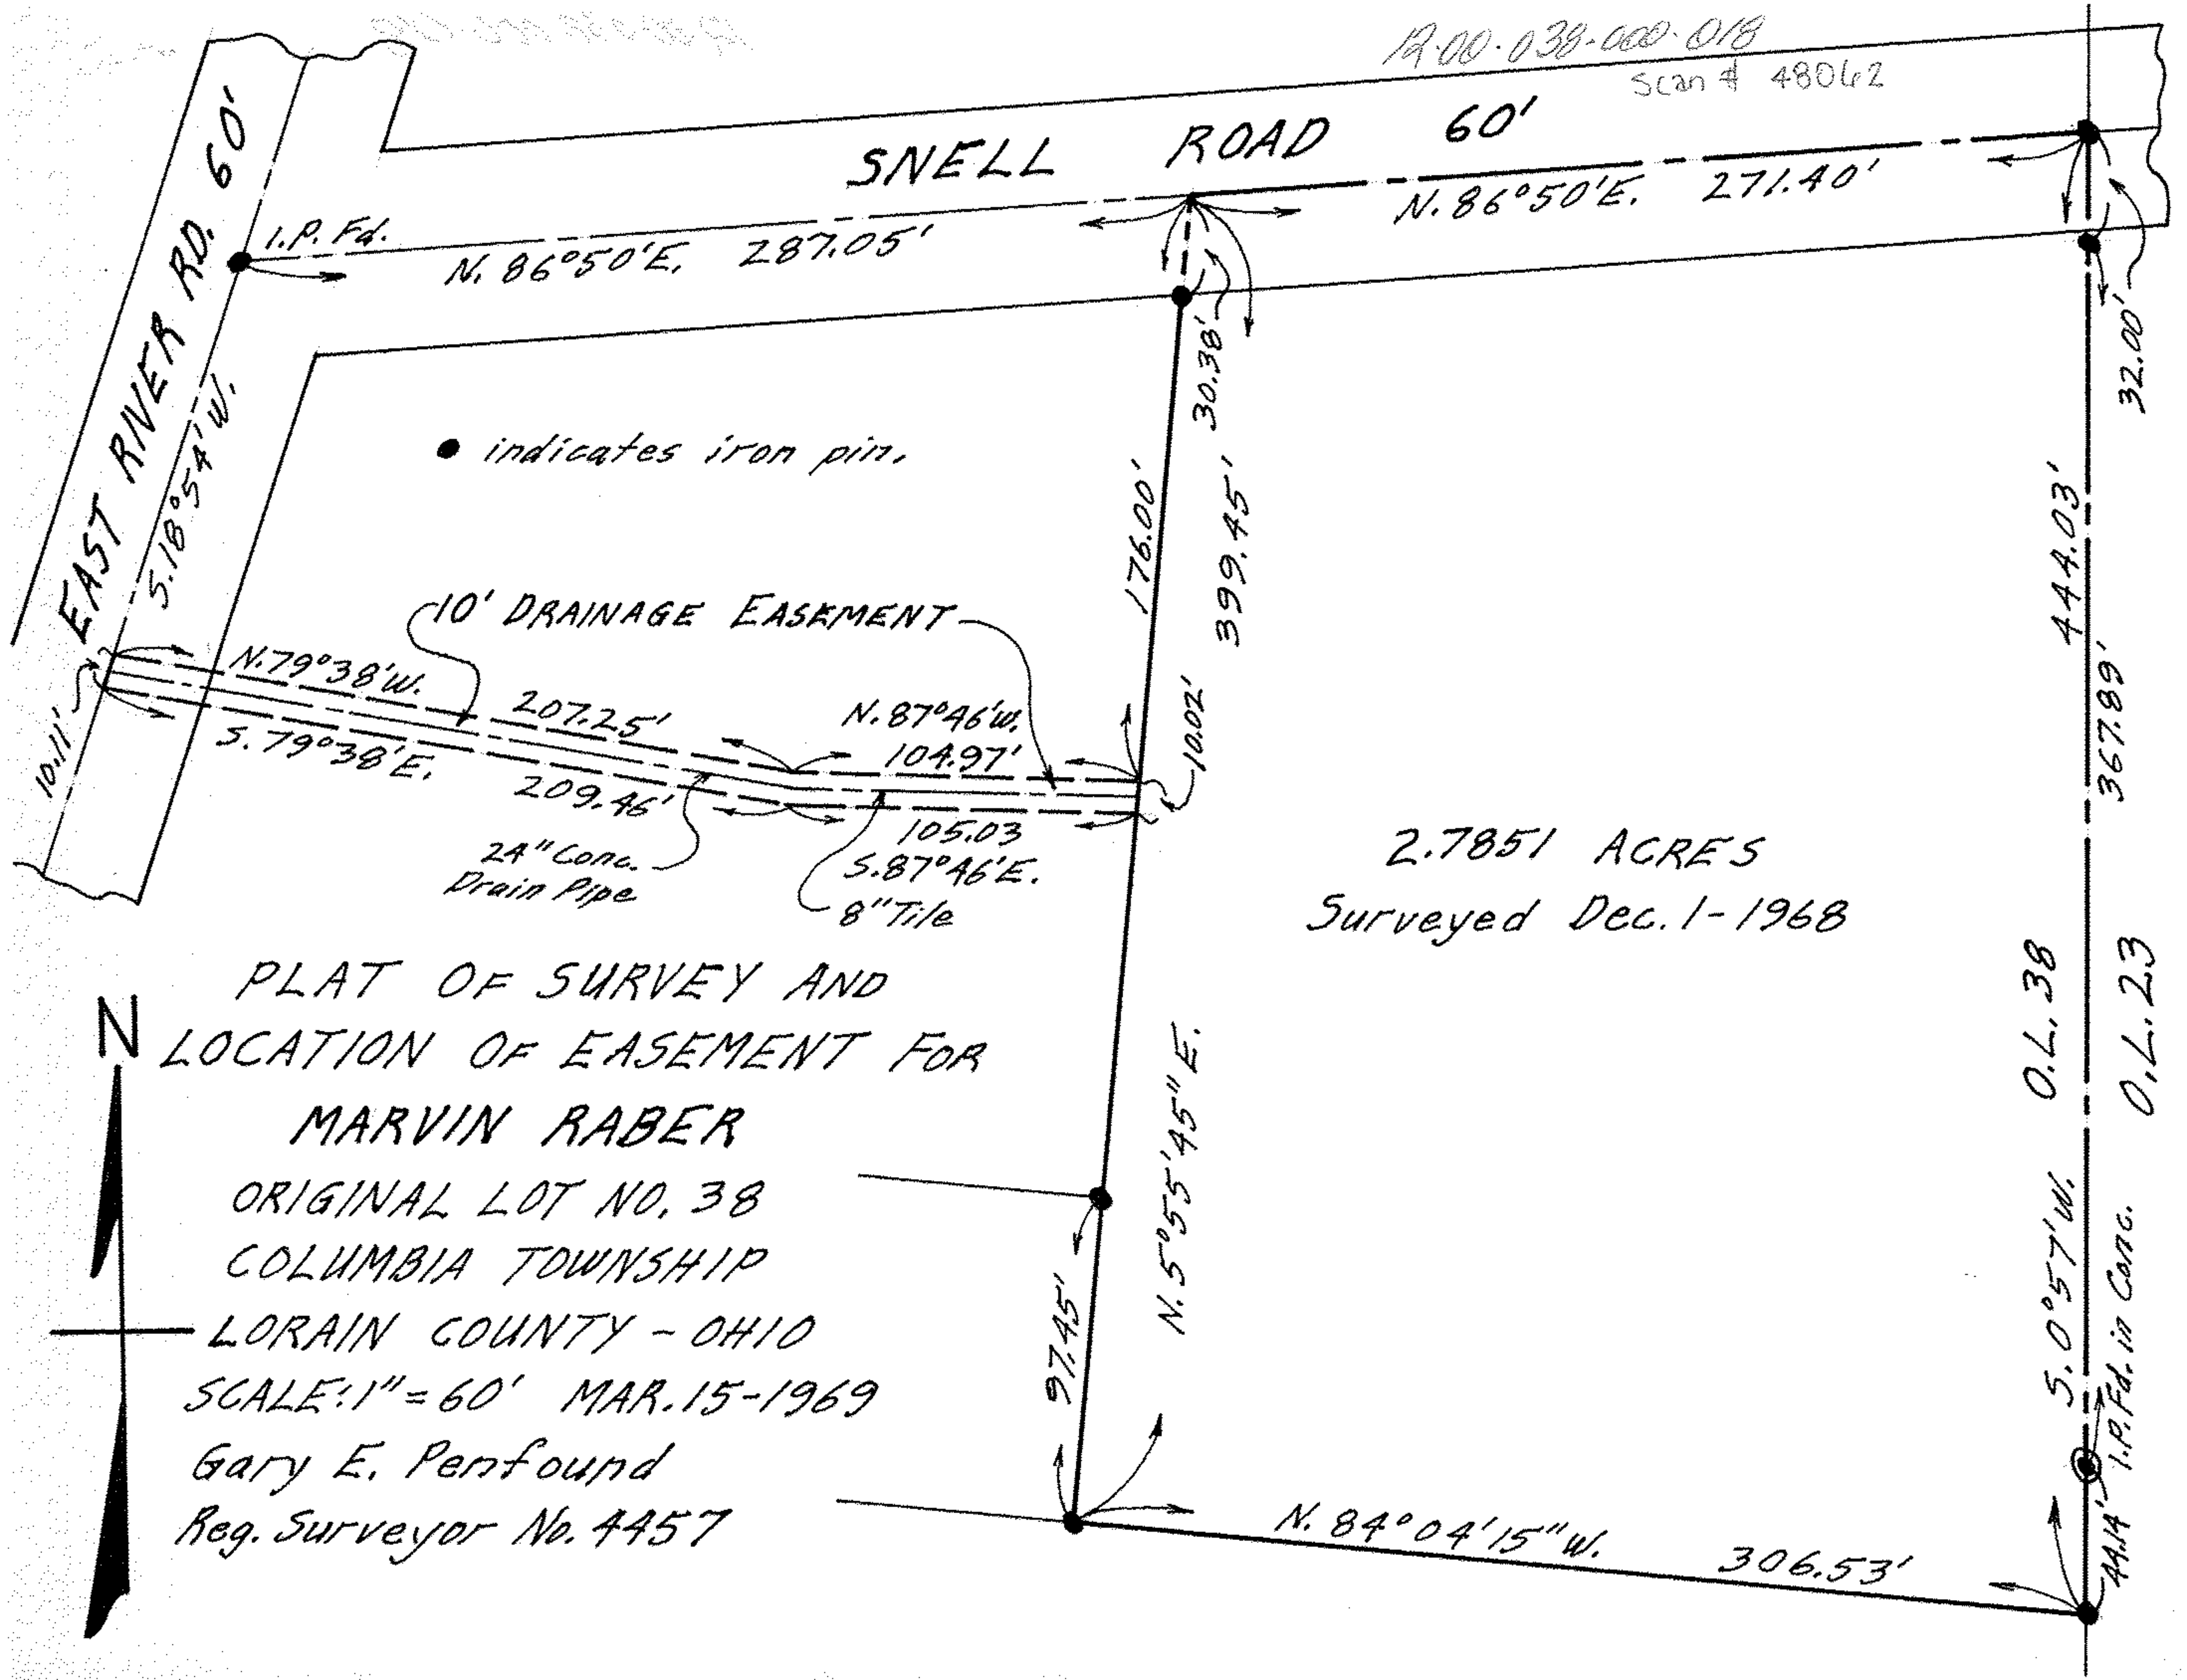 12-00-038-000-018
Scan # 48062
EAST RIVER RD. 60'
SNELL ROAD 60'
I.P. Fd.
N. 86°50'E. 287.05'
N. 86°50'E. 271.40'
S. 18°54'W.
30.38'
32.00'
● indicates iron pin.
176.00'
399.45'
444.03'
367.89'
10' DRAINAGE EASEMENT
N. 79°38'W.
207.25'
N. 87°46'W.
104.97'
10.02'
10.11'
S. 79°38'E.
209.46'
105.03
S. 87°46'E.
24" Conc.
Drain Pipe
8" Tile
2.7851 ACRES
Surveyed Dec. 1-1968
O.L. 38
O.L. 23
PLAT OF SURVEY AND
LOCATION OF EASEMENT FOR
MARVIN RABER
ORIGINAL LOT NO. 38
COLUMBIA TOWNSHIP
LORAIN COUNTY - OHIO
SCALE: 1" = 60' MAR. 15-1969
Gary E. Penfound
Reg. Surveyor No. 4457
N
N. 5°55'45" E.
97.45'
S. 0°57'W.
I.P. Fd. in Conc.
44.14'
N. 84°04'15" W. 306.53'